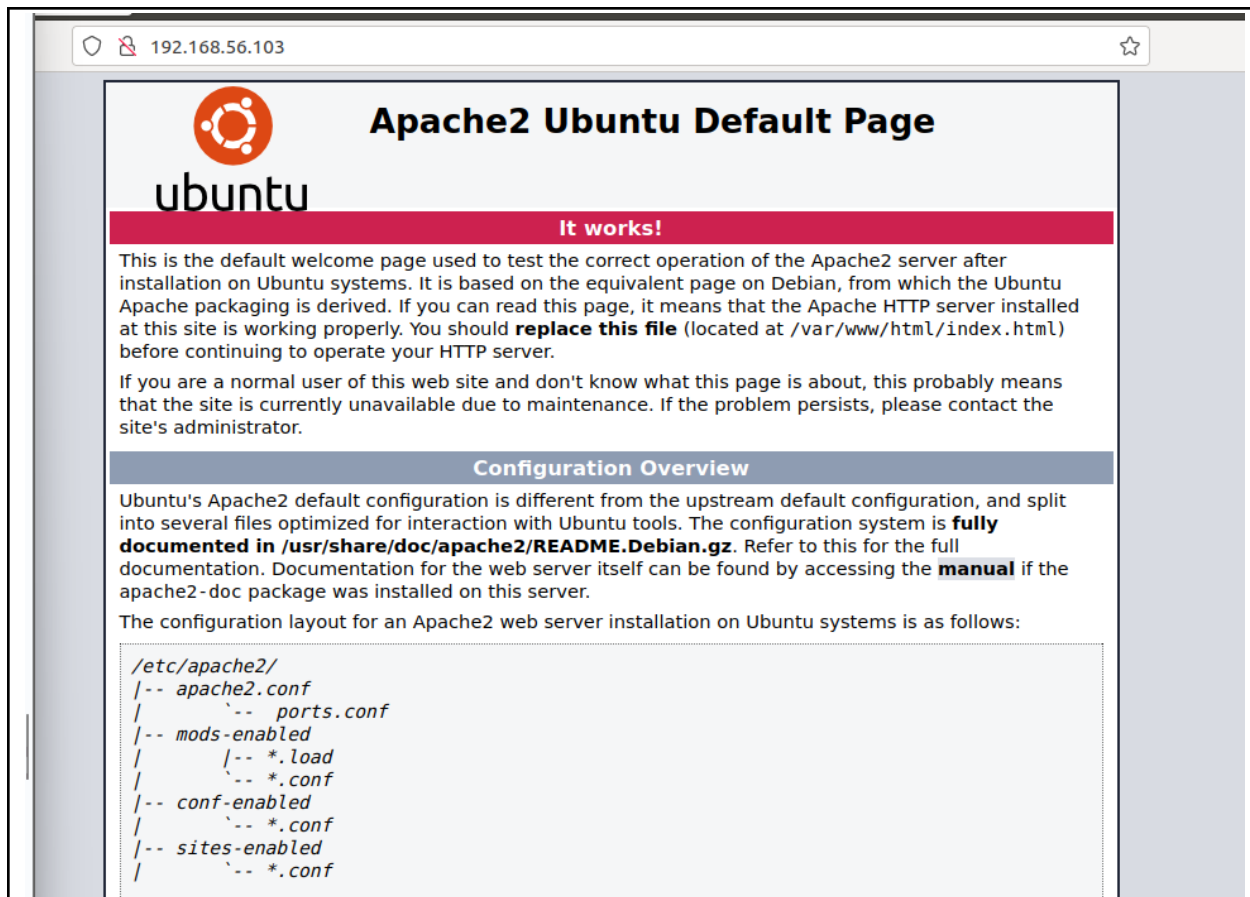 192.168.56.103
ubuntu
Apache2 Ubuntu Default Page
It works!
This is the default welcome page used to test the correct operation of the Apache2 server after
installation on Ubuntu systems. It is based on the equivalent page on Debian, from which the Ubuntu
Apache packaging is derived. If you can read this page, it means that the Apache HTTP server installed
at this site is working properly. You should replace this file (located at /var/www/html/index.html)
before continuing to operate your HTTP server.
If you are a normal user of this web site and don't know what this page is about, this probably means
that the site is currently unavailable due to maintenance. If the problem persists, please contact the
site's administrator.
Configuration Overview
Ubuntu's Apache2 default configuration is different from the upstream default configuration, and split
into several files optimized for interaction with Ubuntu tools. The configuration system is fully
documented in /usr/share/doc/apache2/README.Debian.gz. Refer to this for the full
documentation. Documentation for the web server itself can be found by accessing the manual if the
apache2-doc package was installed on this server.
The configuration layout for an Apache2 web server installation on Ubuntu systems is as follows:
/etc/apache2/
|-- apache2.conf
|       `--  ports.conf
|-- mods-enabled
|       |-- *.load
|       `-- *.conf
|-- conf-enabled
|       `-- *.conf
|-- sites-enabled
|       `-- *.conf